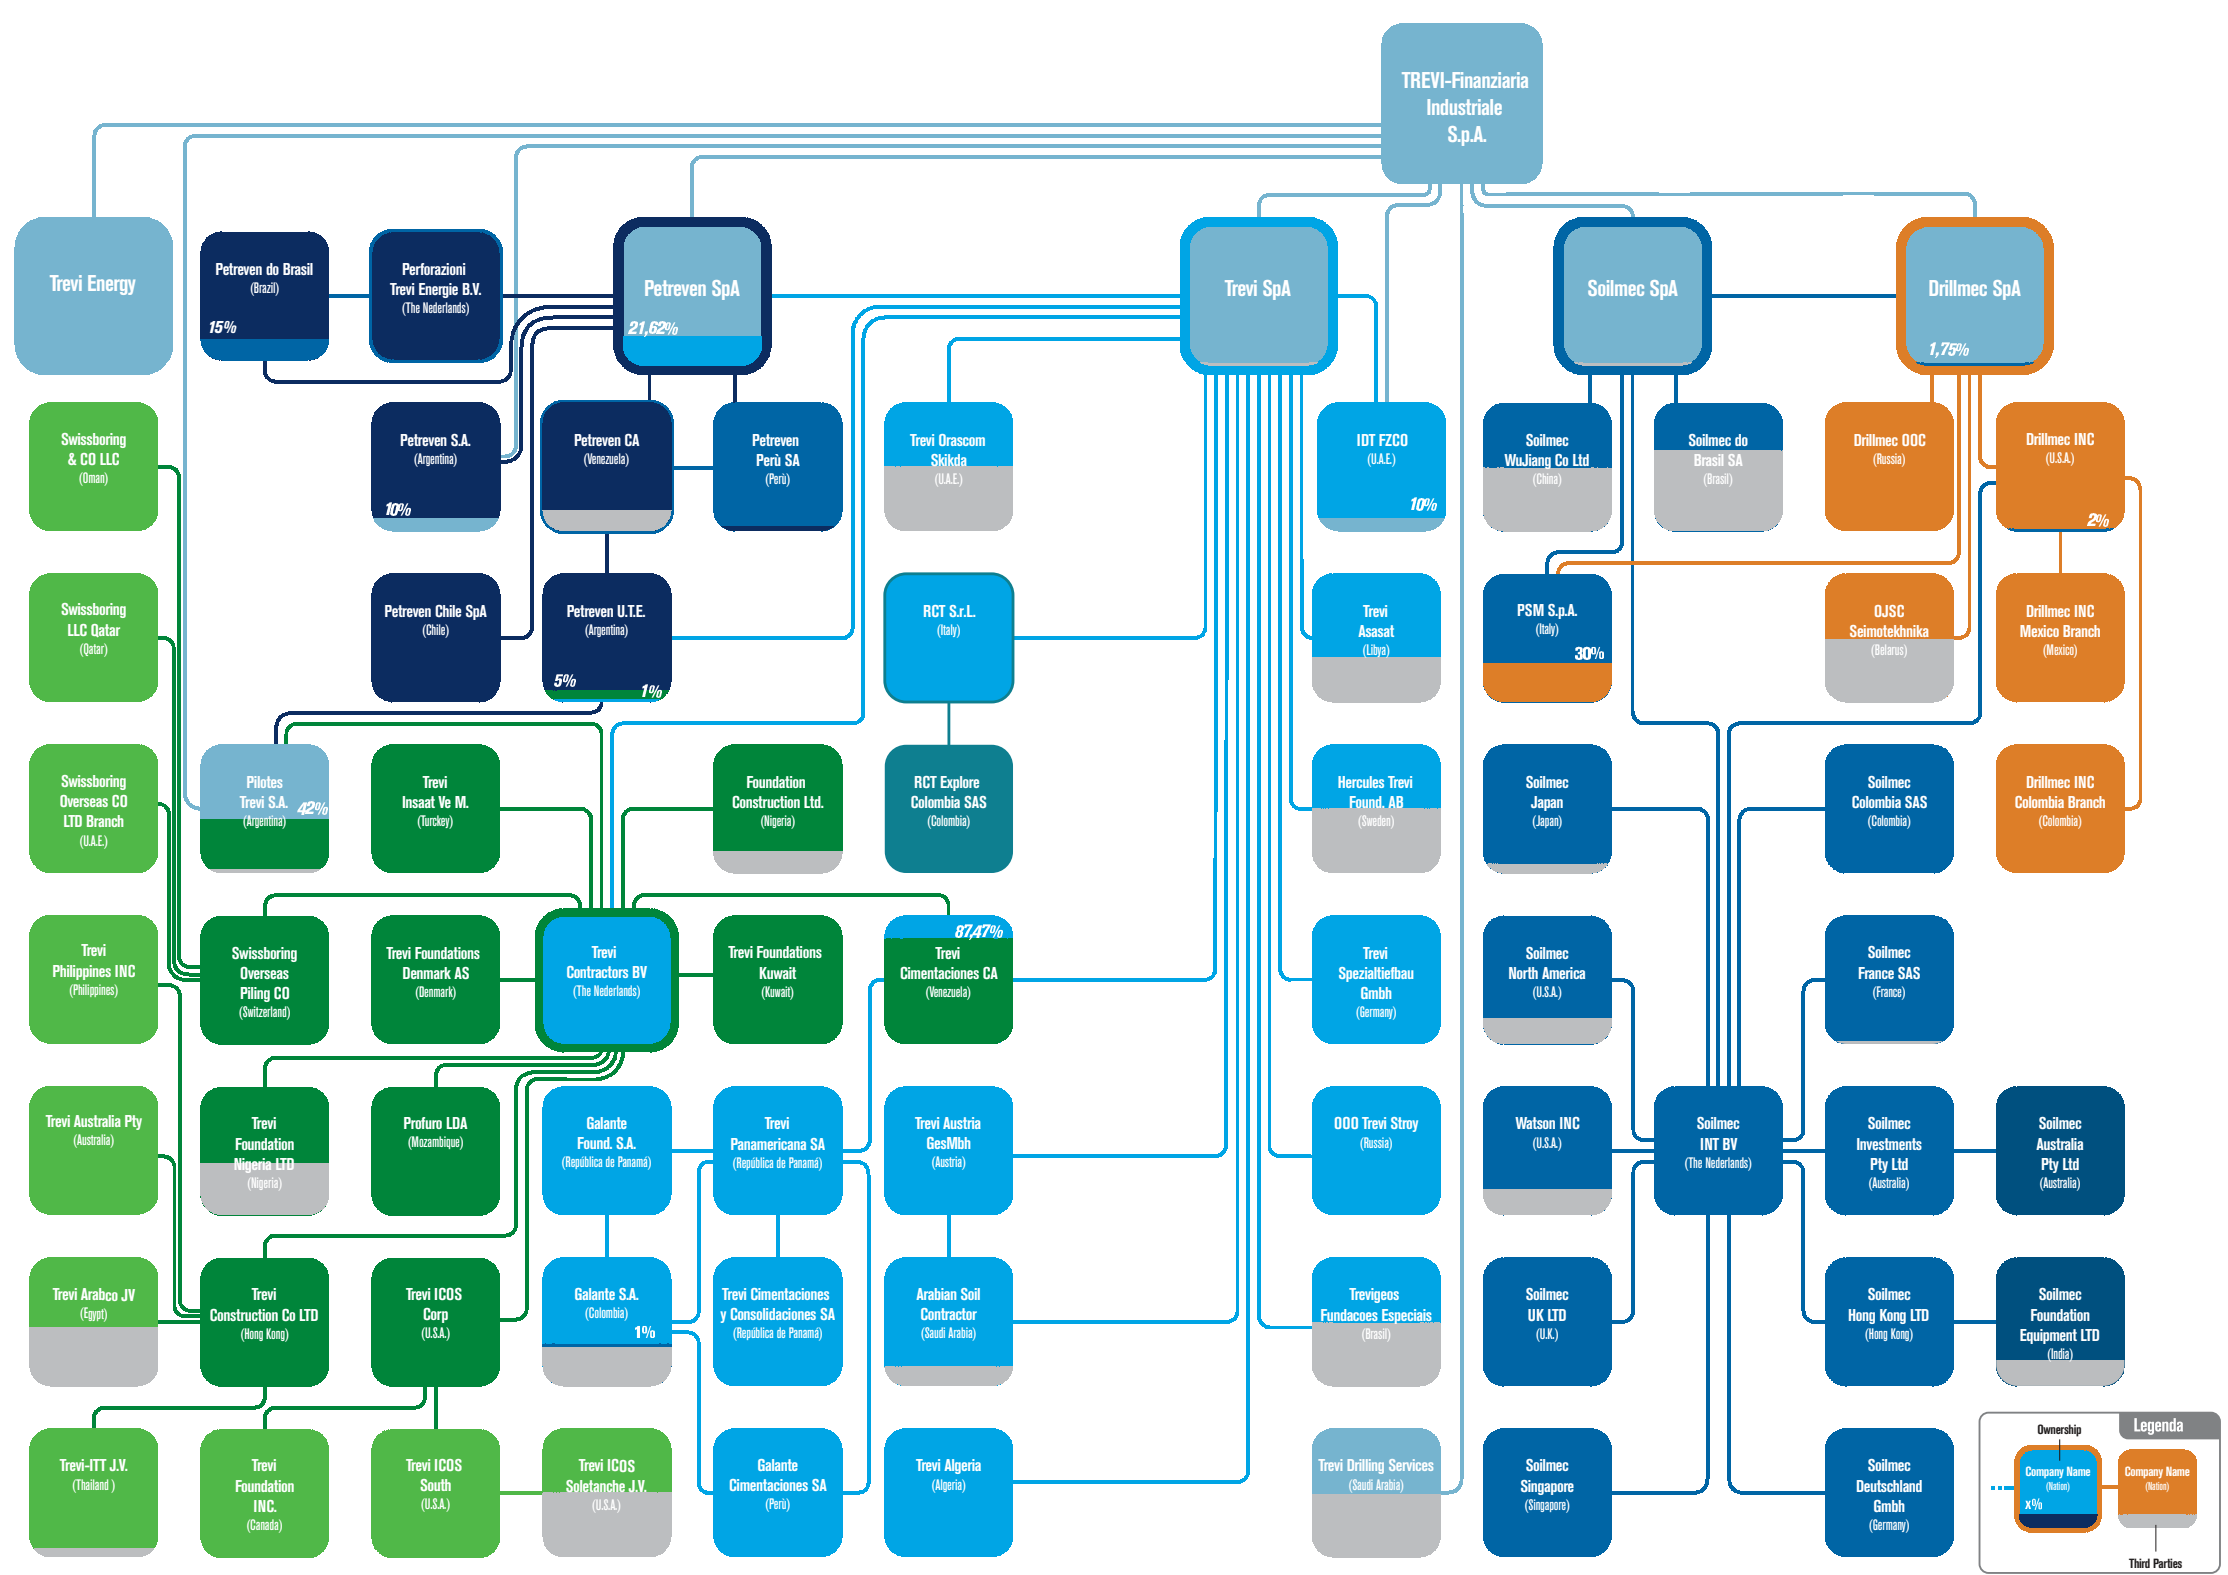 TREVI-Finanziaria
Industriale
S.p.A.
Trevi Energy
Petreven do Brasil
(Brazil)
15%
Perforazioni
Trevi Energie B.V.
(The Nederlands)
Petreven SpA
21,62%
Trevi SpA
Soilmec SpA
Drillmec SpA
1,75%
Swissboring
& CO LLC
(Oman)
Petreven S.A.
(Argentina)
10%
Petreven CA
(Venezuela)
Petreven
Perù SA
(Perù)
Trevi Orascom
Skikda
(U.A.E.)
IDT FZCO
(U.A.E.)
10%
Soilmec
WuJiang Co Ltd
(China)
Soilmec do
Brasil SA
(Brasil)
Drillmec OOC
(Russia)
Drillmec INC
(U.S.A.)
2%
Swissboring
LLC Qatar
(Qatar)
Petreven Chile SpA
(Chile)
Petreven U.T.E.
(Argentina)
5%
1%
RCT S.r.L.
(Italy)
Trevi
Asasat
(Libya)
PSM S.p.A.
(Italy)
30%
OJSC
Seimotekhnika
(Belarus)
Drillmec INC
Mexico Branch
(Mexico)
Swissboring
Overseas CO
LTD Branch
(U.A.E.)
Pilotes
Trevi S.A.
(Argentina)
42%
Trevi
Insaat Ve M.
(Turckey)
Foundation
Construction Ltd.
(Nigeria)
RCT Explore
Colombia SAS
(Colombia)
Hercules Trevi
Found. AB
(Sweden)
Soilmec
Japan
(Japan)
Soilmec
Colombia SAS
(Colombia)
Drillmec INC
Colombia Branch
(Colombia)
Trevi
Philippines INC
(Philippines)
Swissboring
Overseas
Piling CO
(Switzerland)
Trevi Foundations
Denmark AS
(Denmark)
Trevi
Contractors BV
(The Nederlands)
Trevi Foundations
Kuwait
(Kuwait)
87,47%
Trevi
Cimentaciones CA
(Venezuela)
Trevi
Spezialtiefbau
Gmbh
(Germany)
Soilmec
North America
(U.S.A.)
Soilmec
France SAS
(France)
Trevi Australia Pty
(Australia)
Trevi
Foundation
Nigeria LTD
(Nigeria)
Profuro LDA
(Mozambique)
Galante
Found. S.A.
(República de Panamá)
Trevi
Panamericana SA
(República de Panamá)
Trevi Austria
GesMbh
(Austria)
OOO Trevi Stroy
(Russia)
Watson INC
(U.S.A.)
Soilmec
INT BV
(The Nederlands)
Soilmec
Investments
Pty Ltd
(Australia)
Soilmec
Australia
Pty Ltd
(Australia)
Trevi Arabco JV
(Egypt)
Trevi
Construction Co LTD
(Hong Kong)
Trevi ICOS
Corp
(U.S.A.)
Galante S.A.
(Colombia)
1%
Trevi Cimentaciones
y Consolidaciones SA
(República de Panamá)
Arabian Soil
Contractor
(Saudi Arabia)
Trevigeos
Fundacoes Especiais
(Brasil)
Soilmec
UK LTD
(U.K.)
Soilmec
Hong Kong LTD
(Hong Kong)
Soilmec
Foundation
Equipment LTD
(India)
Trevi-ITT J.V.
(Thailand )
Trevi
Foundation
INC.
(Canada)
Trevi ICOS
South
(U.S.A.)
Trevi ICOS
Soletanche J.V.
(U.S.A.)
Galante
Cimentaciones SA
(Perù)
Trevi Algeria
(Algeria)
Trevi Drilling Services
(Saudi Arabia)
Soilmec
Singapore
(Singapore)
Soilmec
Deutschland
Gmbh
(Germany)
Legenda
Ownership
Company Name
(Nation)
x%
Company Name
(Nation)
Third Parties